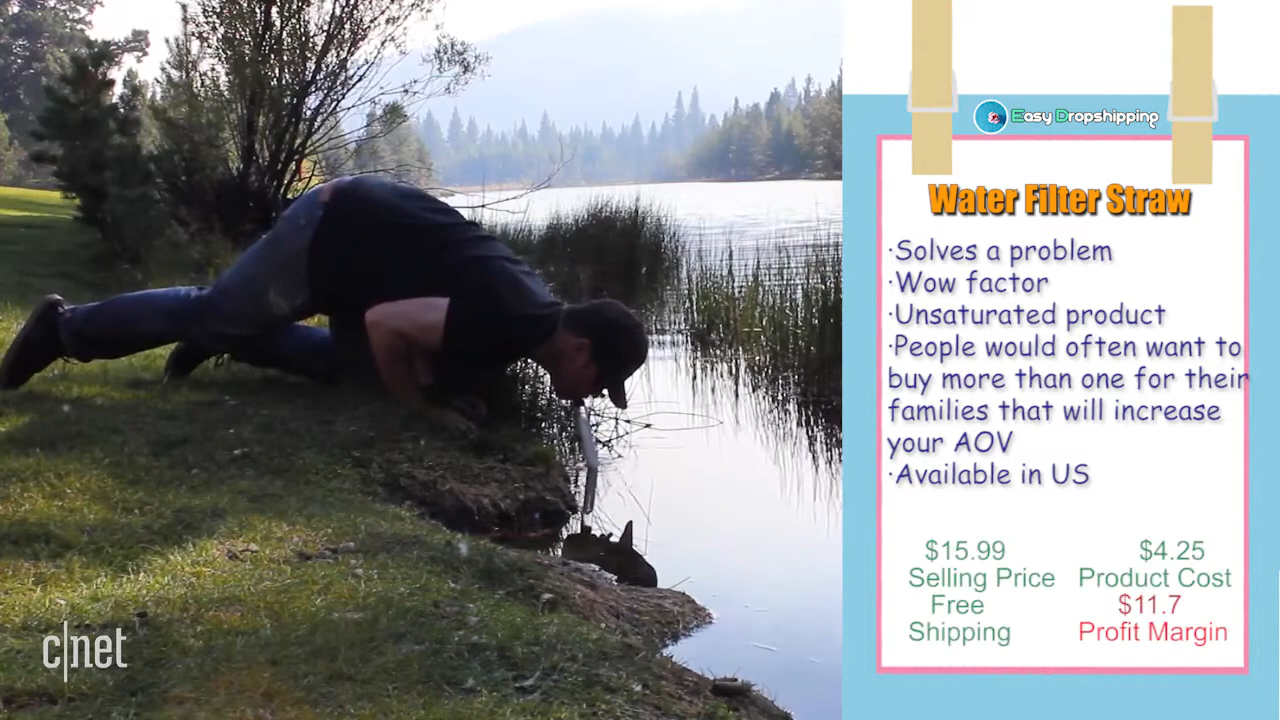 Easy Dropshipping
Water Filter Straw
·Solves a problem
·Wow factor
·Unsaturated product
·People would often want to
buy more than one for their
families that will increase
your AOV
·Available in US
$15.99
Selling Price
Free
Shipping
$4.25
Product Cost
$11.7
Profit Margin
c|net